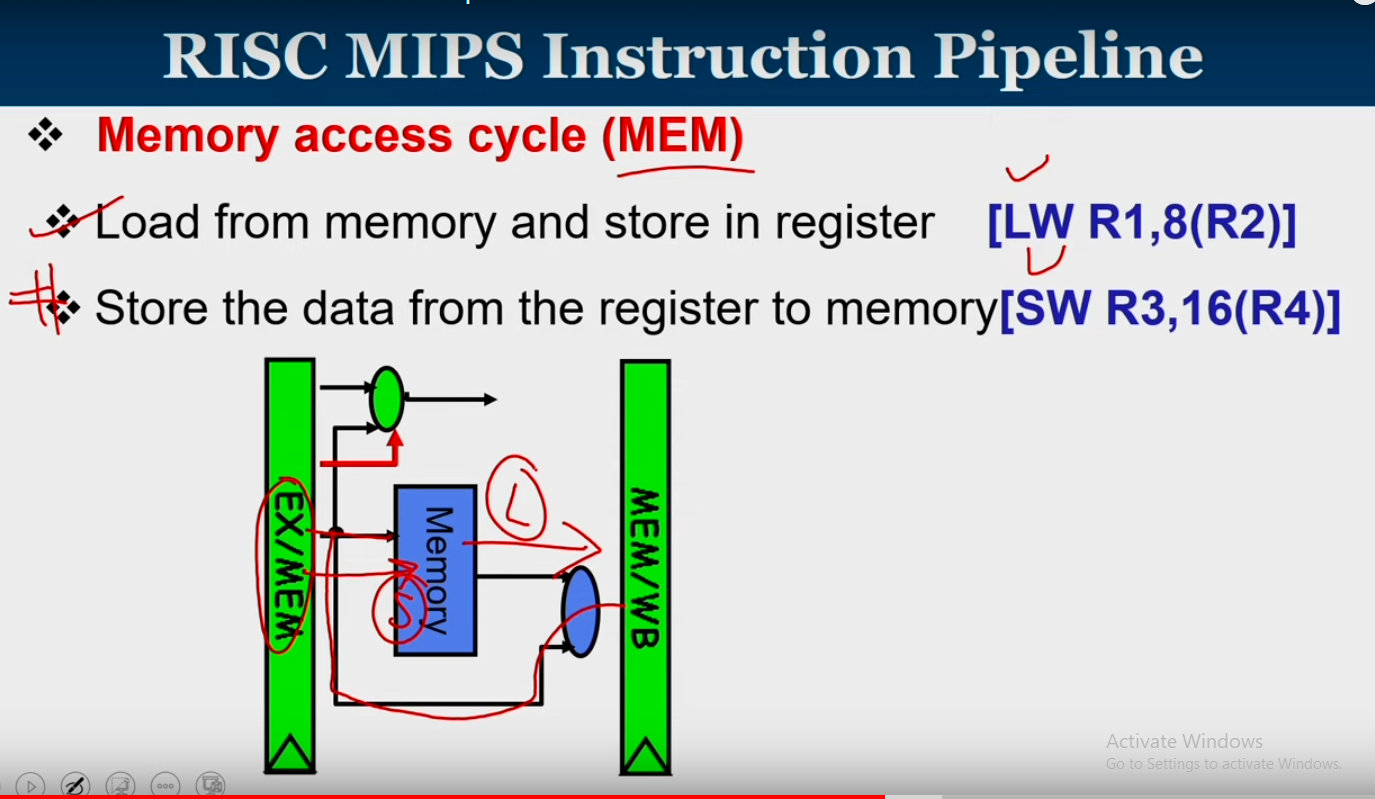 RISC MIPS Instruction Pipeline
❖ Memory access cycle (MEM)
❖ Load from memory and store in register [LW R1,8(R2)]
❖ Store the data from the register to memory[SW R3,16(R4)]
EX/MEM
Memory
L
S
MEM/WB
Activate Windows
Go to Settings to activate Windows.